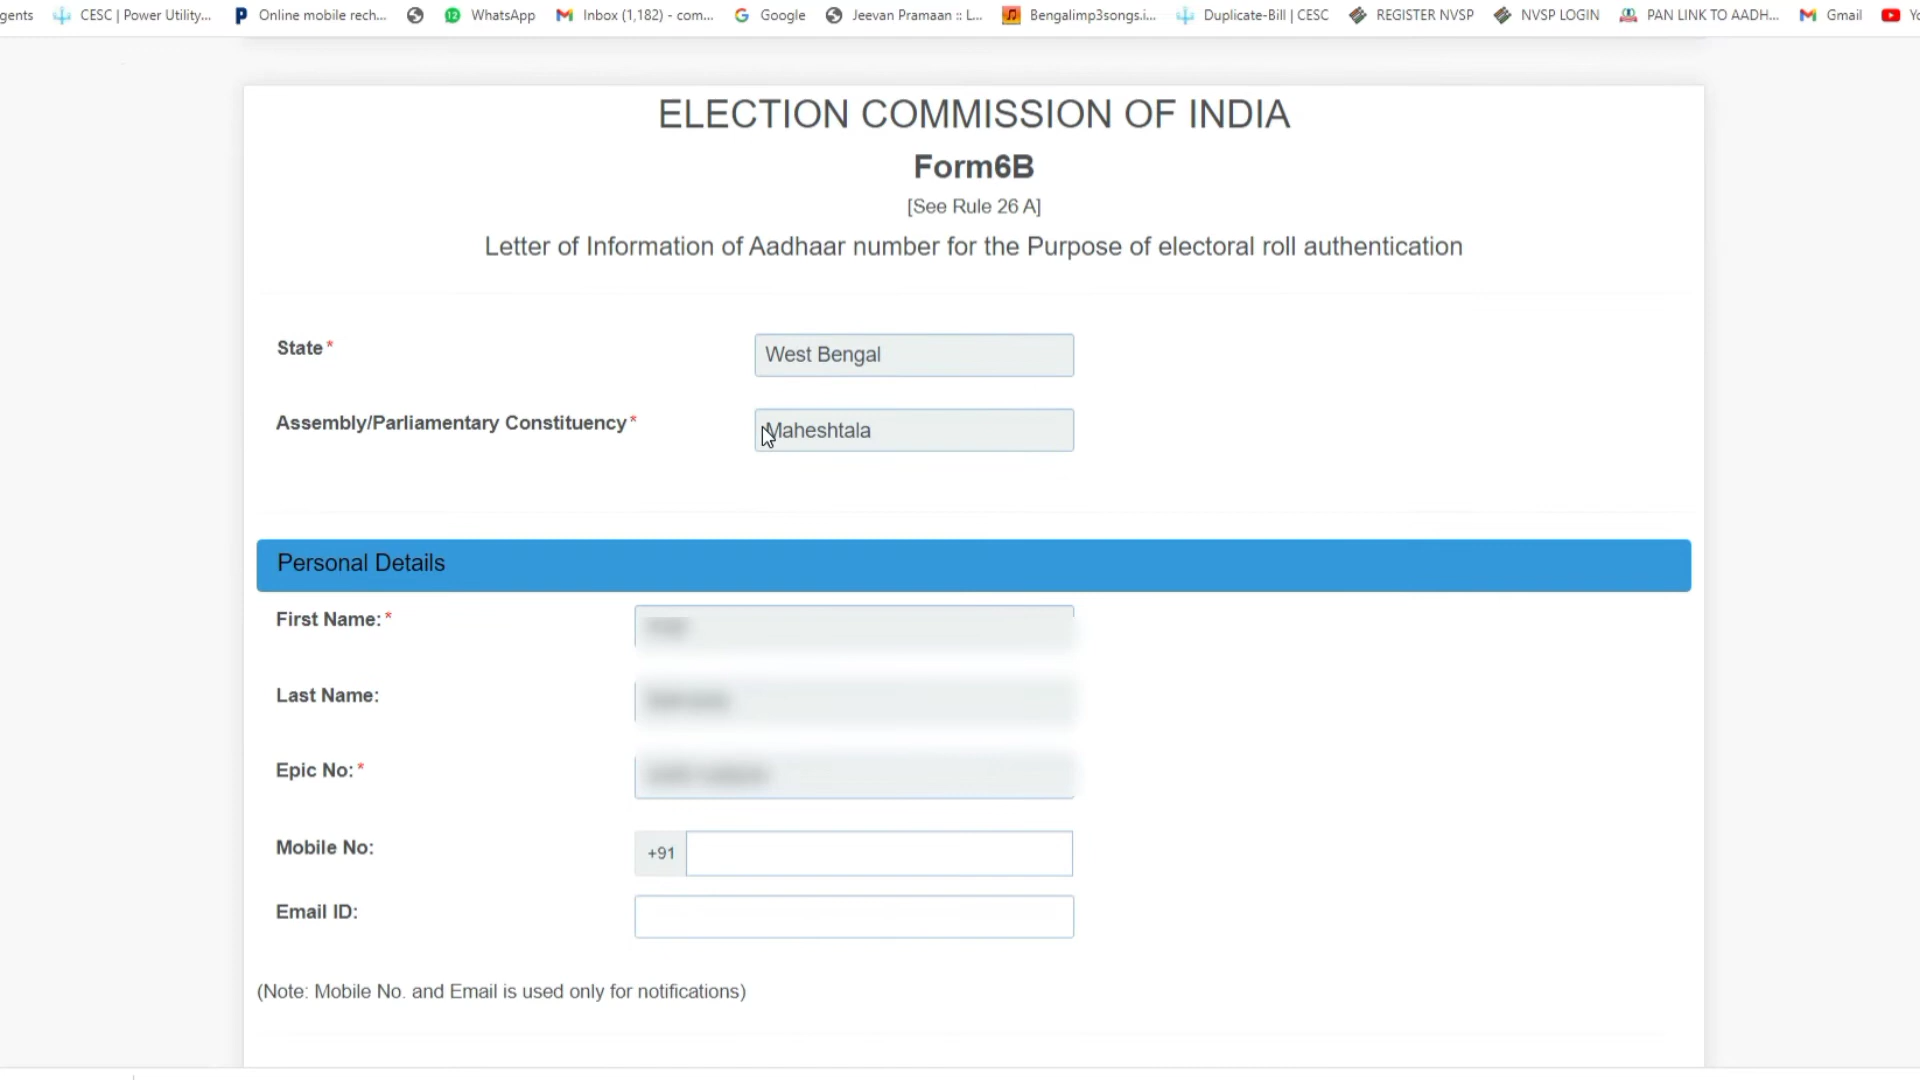 gents CESC | Power Utility... Online mobile rech... WhatsApp Inbox (1,182) - com... Google Jeevan Pramaan :: L... Bengalimp3songs.i... Duplicate-Bill | CESC REGISTER NVSP NVSP LOGIN PAN LINK TO AADH... Gmail
ELECTION COMMISSION OF INDIA
Form6B
[See Rule 26 A]
Letter of Information of Aadhaar number for the Purpose of electoral roll authentication
State* West Bengal
Assembly/Parliamentary Constituency* Maheshtala
Personal Details
First Name:*
Last Name:
Epic No:*
Mobile No: +91
Email ID:
(Note: Mobile No. and Email is used only for notifications)